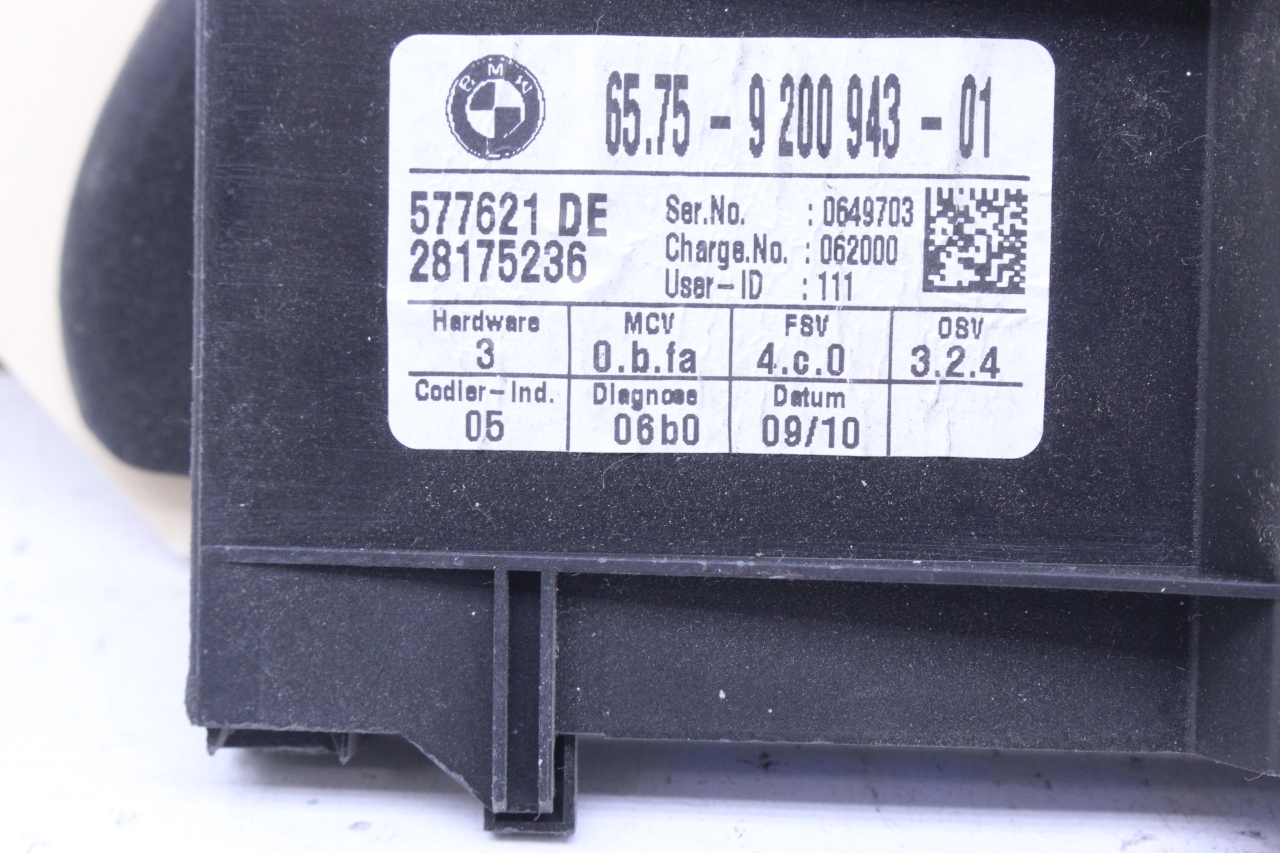 BMW
65.75 - 9 200 943 - 01
577621 DE
28175236
Ser.No. : 0649703
Charge.No. : 062000
User-ID : 111
Hardware MCV FSV OSV
3 0.b.fa 4.c.0 3.2.4
Codier-Ind. Diagnose Datum
05 06b0 09/10